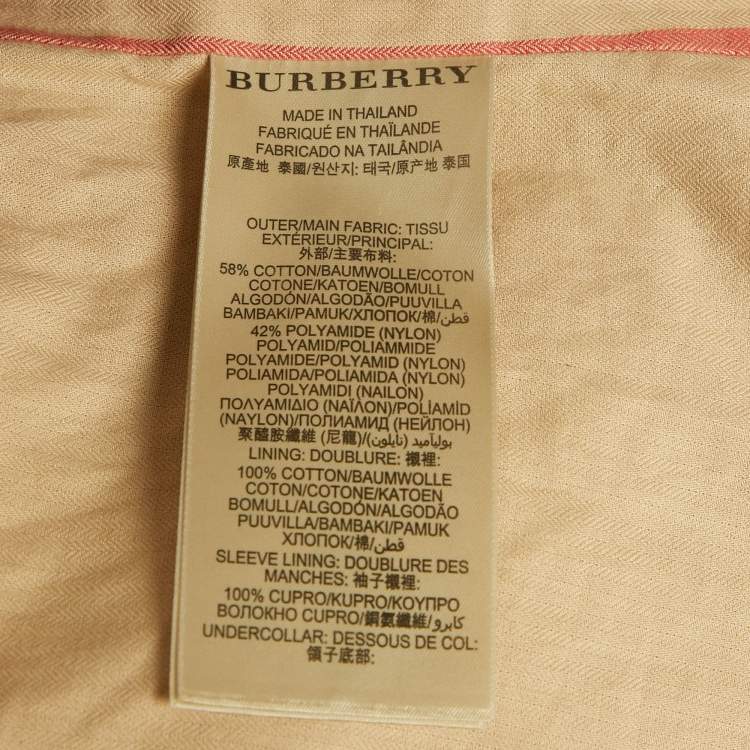 BURBERRY
MADE IN THAILAND
FABRIQUÉ EN THAÏLANDE
FABRICADO NA TAILÂNDIA
原產地 泰國/원산지: 태국/原产地 泰国
OUTER/MAIN FABRIC: TISSU
EXTÉRIEUR/PRINCIPAL:
外部/主要布料:
58% COTTON/BAUMWOLLE/COTON
COTONE/KATOEN/BOMULL
ALGODÓN/ALGODÃO/PUUVILLA
BAMBAKI/PAMUK/ХЛОПОК/棉/قطن
42% POLYAMIDE (NYLON)
POLYAMID/POLIAMMIDE
POLYAMIDE/POLYAMID (NYLON)
POLIAMIDA/POLIAMIDA (NYLON)
POLYAMIDI (NAILON)
ΠΟΛΥΑΜΙΔΙΟ (ΝΑΪΛΟΝ)/POLİAMİD
(NAYLON)/ПОЛИАМИД (НЕЙЛОН)
聚醯胺纖維 (尼龍)/بولياميد (نايلون)
LINING: DOUBLURE: 襯裡:
100% COTTON/BAUMWOLLE
COTON/COTONE/KATOEN
BOMULL/ALGODÓN/ALGODÃO
PUUVILLA/BAMBAKI/PAMUK
ХЛОПОК/棉/قطن
SLEEVE LINING: DOUBLURE DES
MANCHES: 袖子襯裡:
100% CUPRO/KUPRO/ΚΟΥΠΡΟ
ВОЛОКНО CUPRO/銅氨纖維/كابرو
UNDERCOLLAR: DESSOUS DE COL:
領子底部: